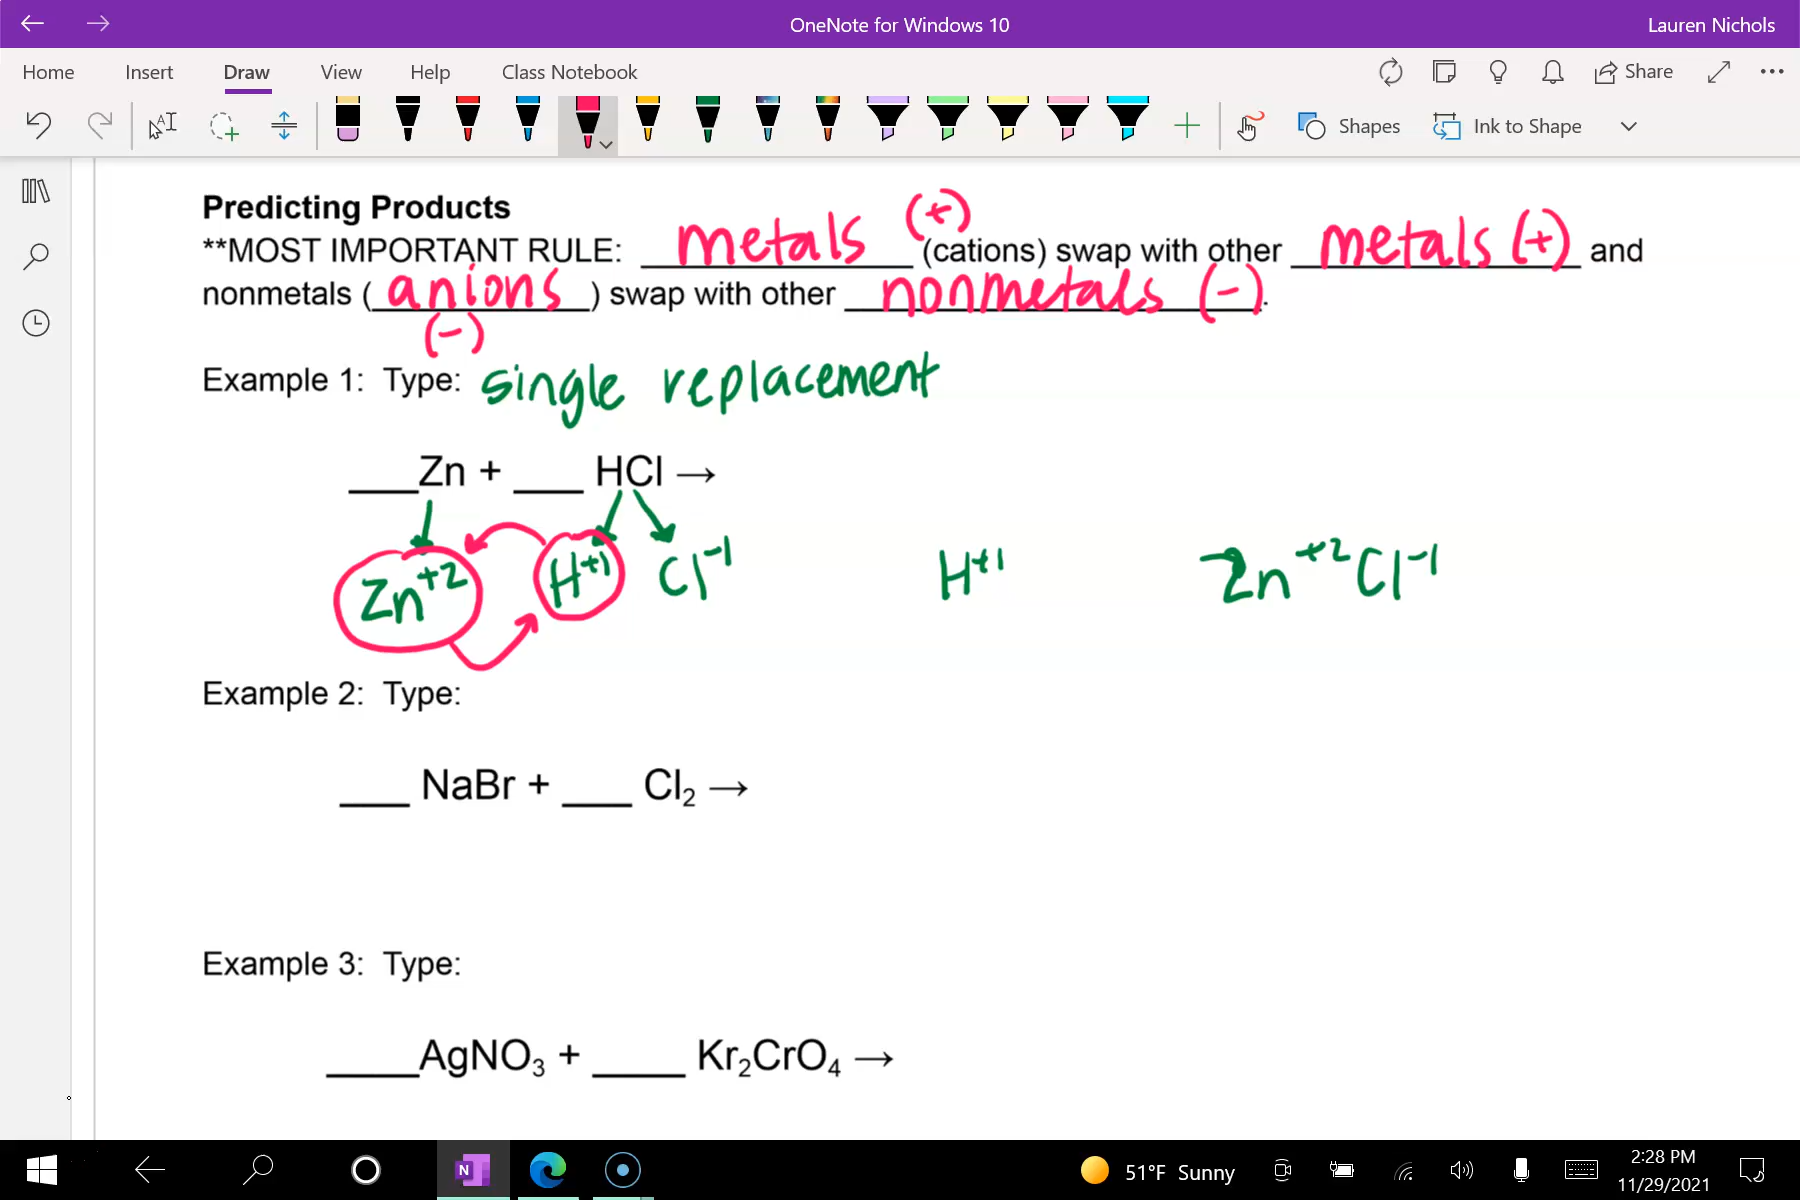 OneNote for Windows 10
Lauren Nichols
Home Insert Draw View Help Class Notebook
Share
Shapes Ink to Shape
Predicting Products
**MOST IMPORTANT RULE: metals (+) (cations) swap with other metals (+) and
nonmetals (anions) swap with other nonmetals (-).
(-)
Example 1: Type: single replacement
___Zn + ___ HCl →
Zn⁺² H⁺¹ Cl⁻¹ H⁺¹ Zn⁺²Cl⁻¹
Example 2: Type:
___ NaBr + ___ Cl₂ →
Example 3: Type:
____AgNO₃ + ____ Kr₂CrO₄ →
51°F Sunny
2:28 PM
11/29/2021